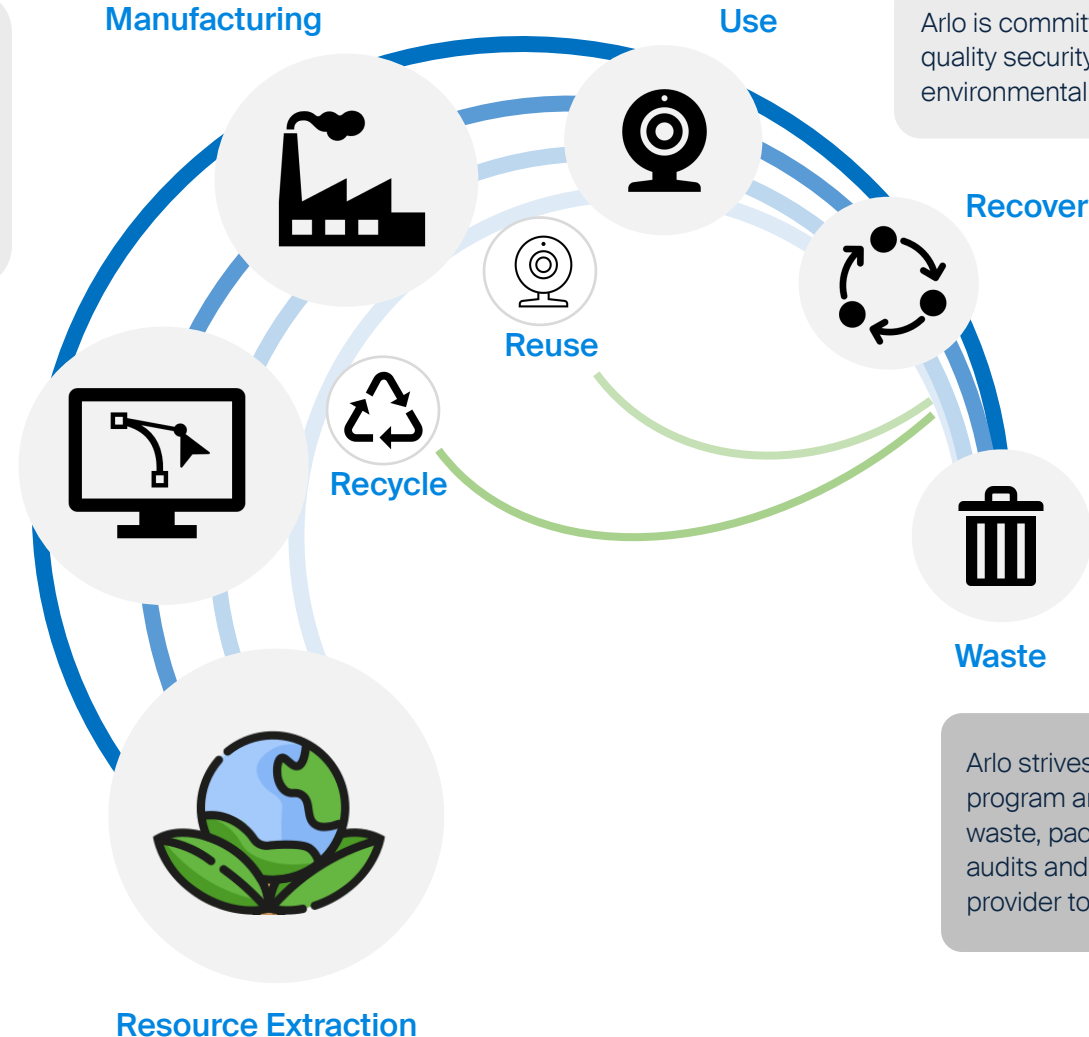 Manufacturing
Use
Arlo is commit
quality security
environmental
Recover
Reuse
Recycle
Waste
Arlo strives
program a
waste, pac
audits and
provider to
Resource Extraction